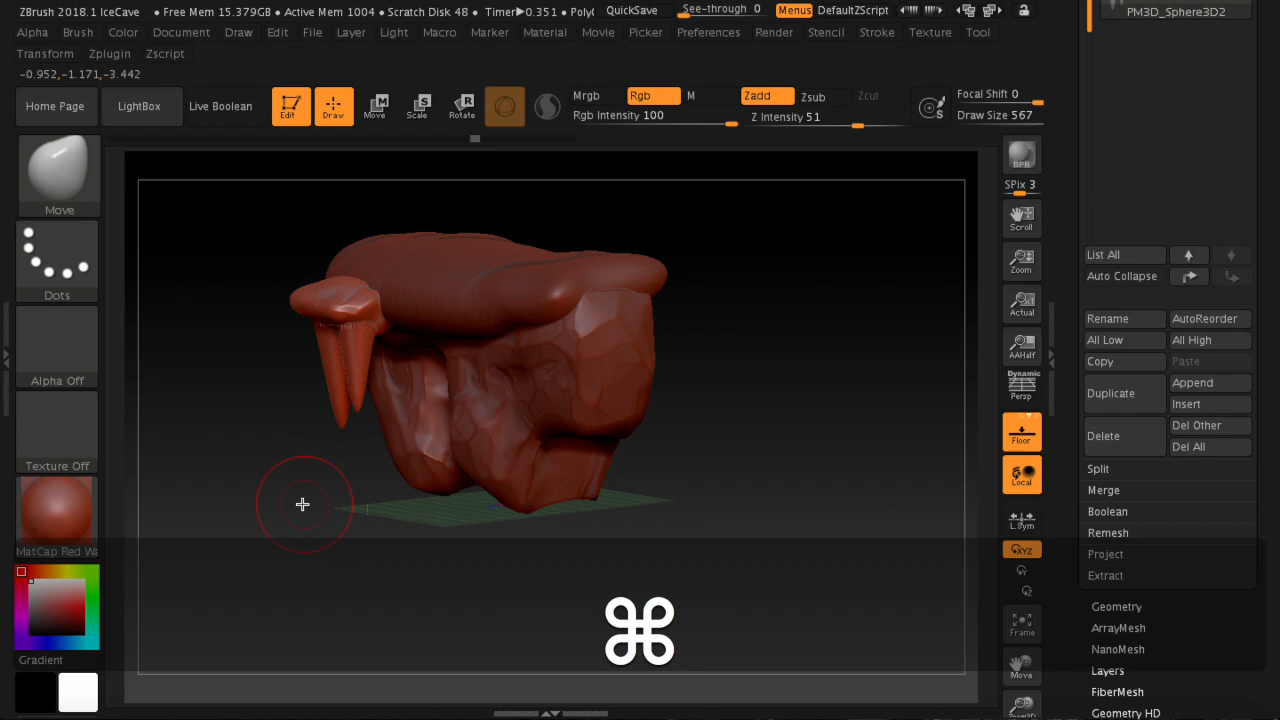 ZBrush 2018.1 IceCave • Free Mem 15.379GB • Active Mem 1004 • Scratch Disk 48 • Timer▶0.351 • Poly QuickSave See-through 0 Menus DefaultZScript
PM3D_Sphere3D2
Alpha Brush Color Document Draw Edit File Layer Light Macro Marker Material Movie Picker Preferences Render Stencil Stroke Texture Tool
Transform Zplugin Zscript
-0.952,-1.171,-3.442
Home Page LightBox Live Boolean Edit Draw Move Scale Rotate
Mrgb Rgb M Zadd Zsub Zcut
Rgb Intensity 100 Z Intensity 51
Focal Shift 0
Draw Size 567
Move
Dots
Alpha Off
Texture Off
MatCap Red Wa
Gradient
BPR
SPix 3
Scroll
Zoom
Actual
AAHalf
Dynamic
Persp
Floor
Local
L.Sym
XYZ
Y
Z
Frame
Move
Zoom3D
List All
Auto Collapse
Rename AutoReorder
All Low All High
Copy Paste
Duplicate Append
Insert
Delete Del Other
Del All
Split
Merge
Boolean
Remesh
Project
Extract
Geometry
ArrayMesh
NanoMesh
Layers
FiberMesh
Geometry HD
⌘